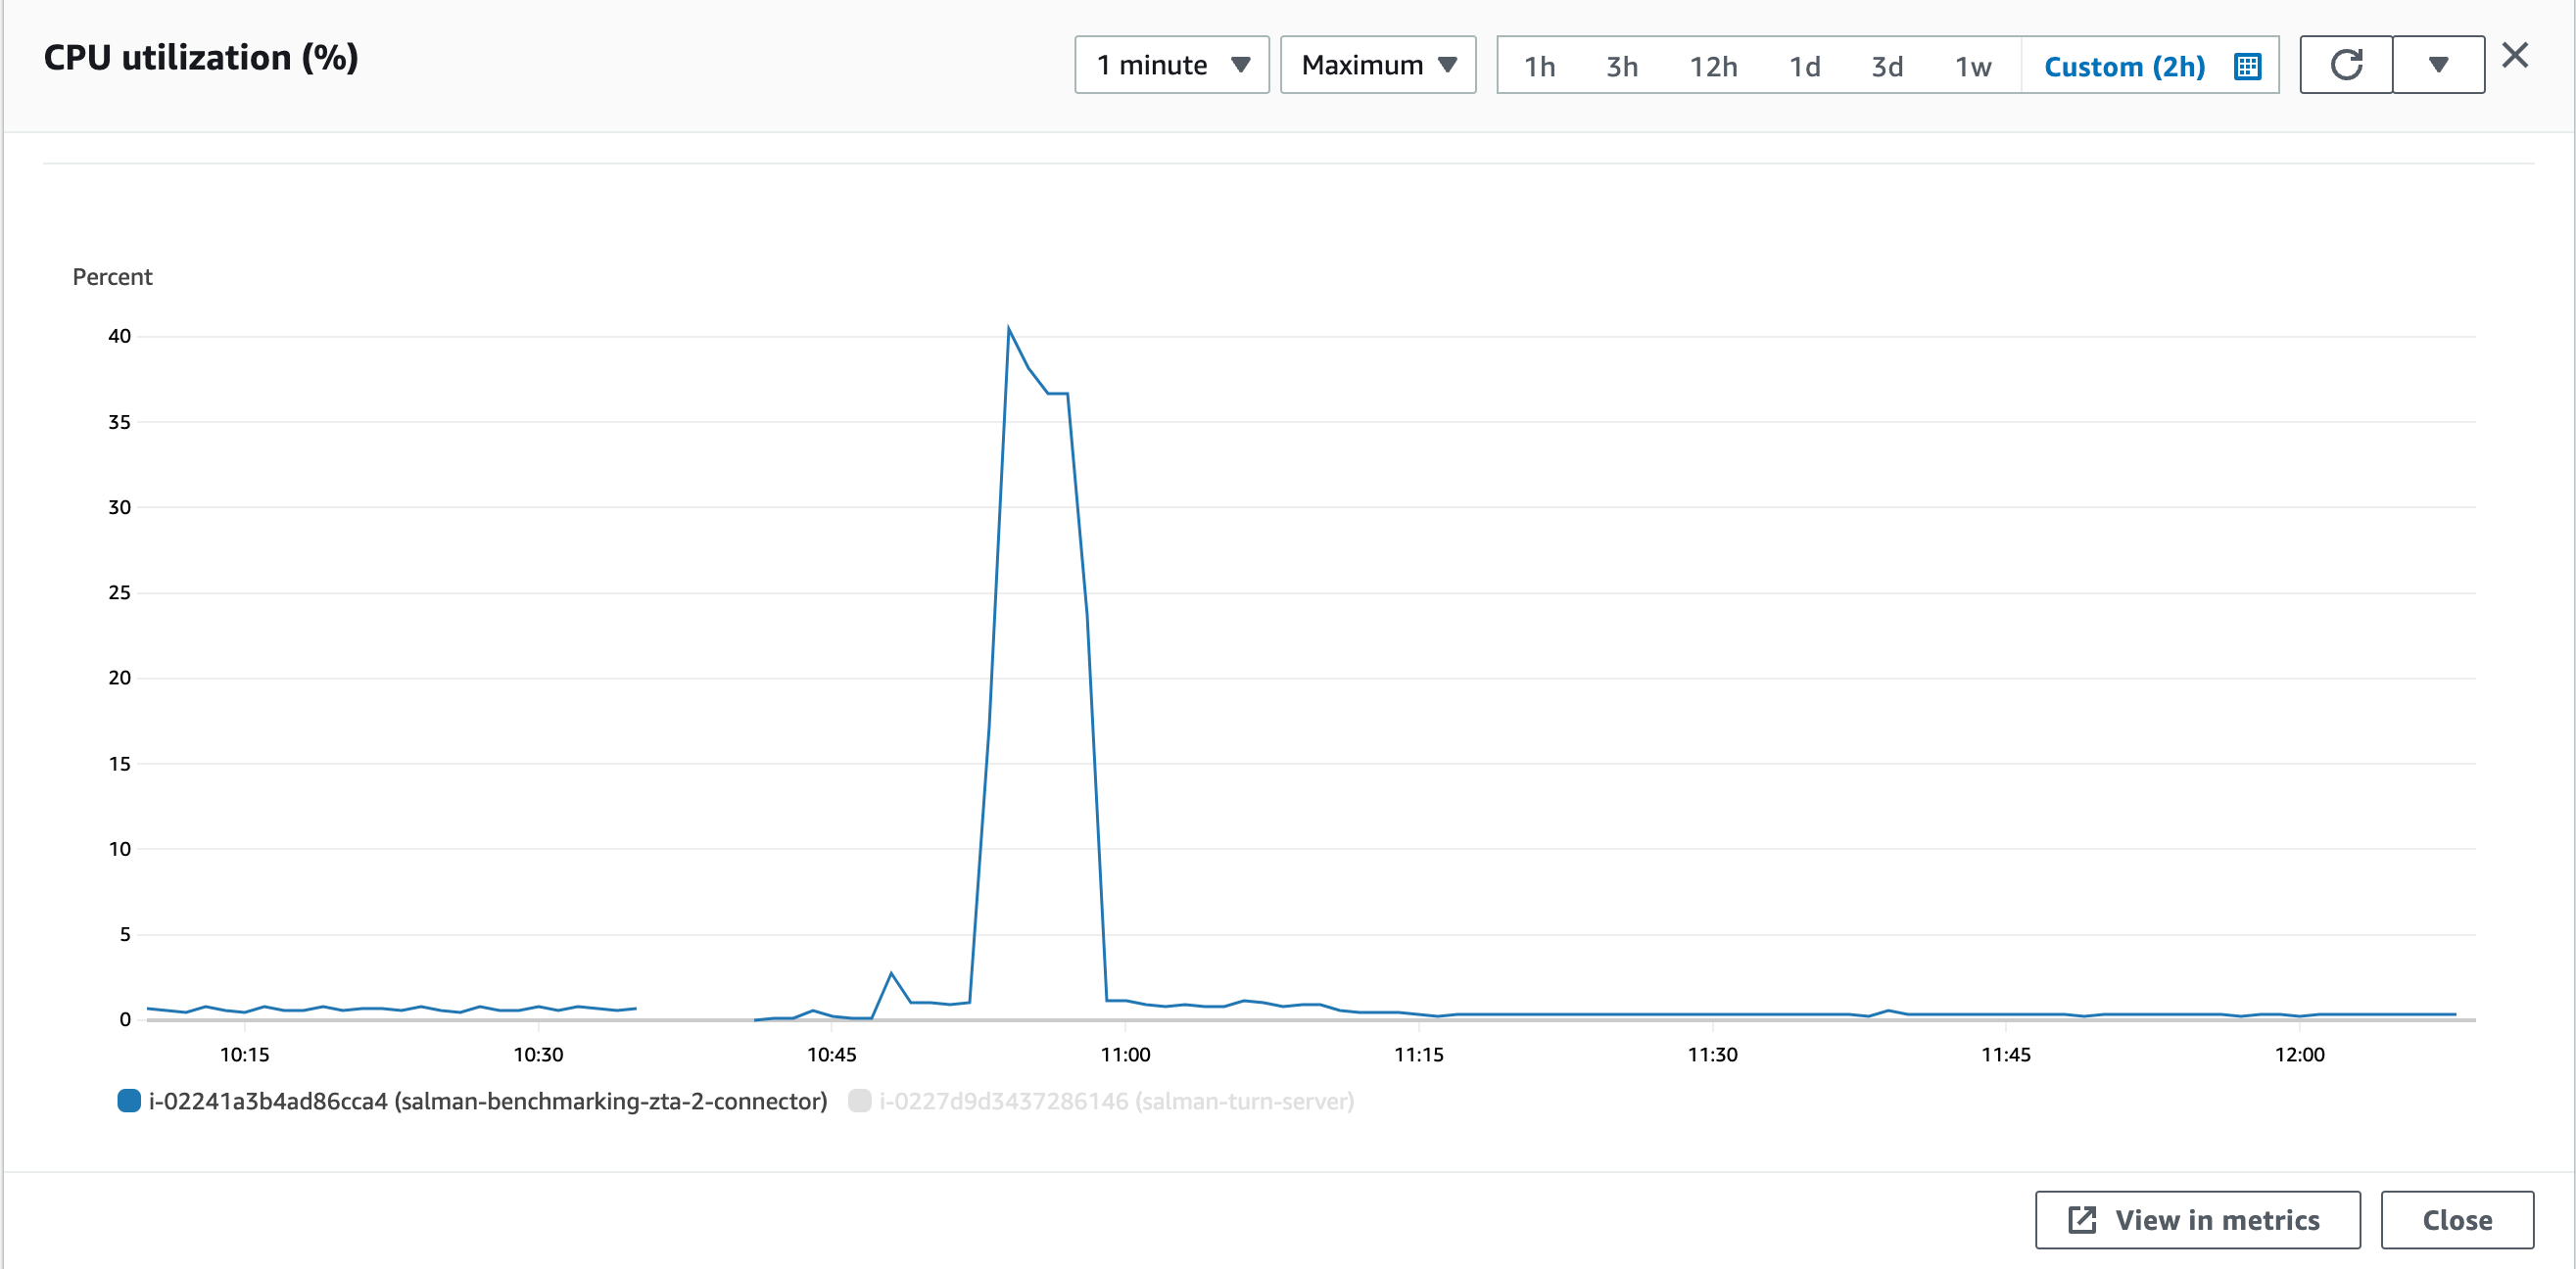 CPU utilization (%)
1 minute Maximum 1h 3h 12h 1d 3d 1w Custom (2h)
Percent
40
35
30
25
20
15
10
5
0
10:15 10:30 10:45 11:00 11:15 11:30 11:45 12:00
i-02241a3b4ad86cca4 (salman-benchmarking-zta-2-connector) i-0227d9d3437286146 (salman-turn-server)
View in metrics Close